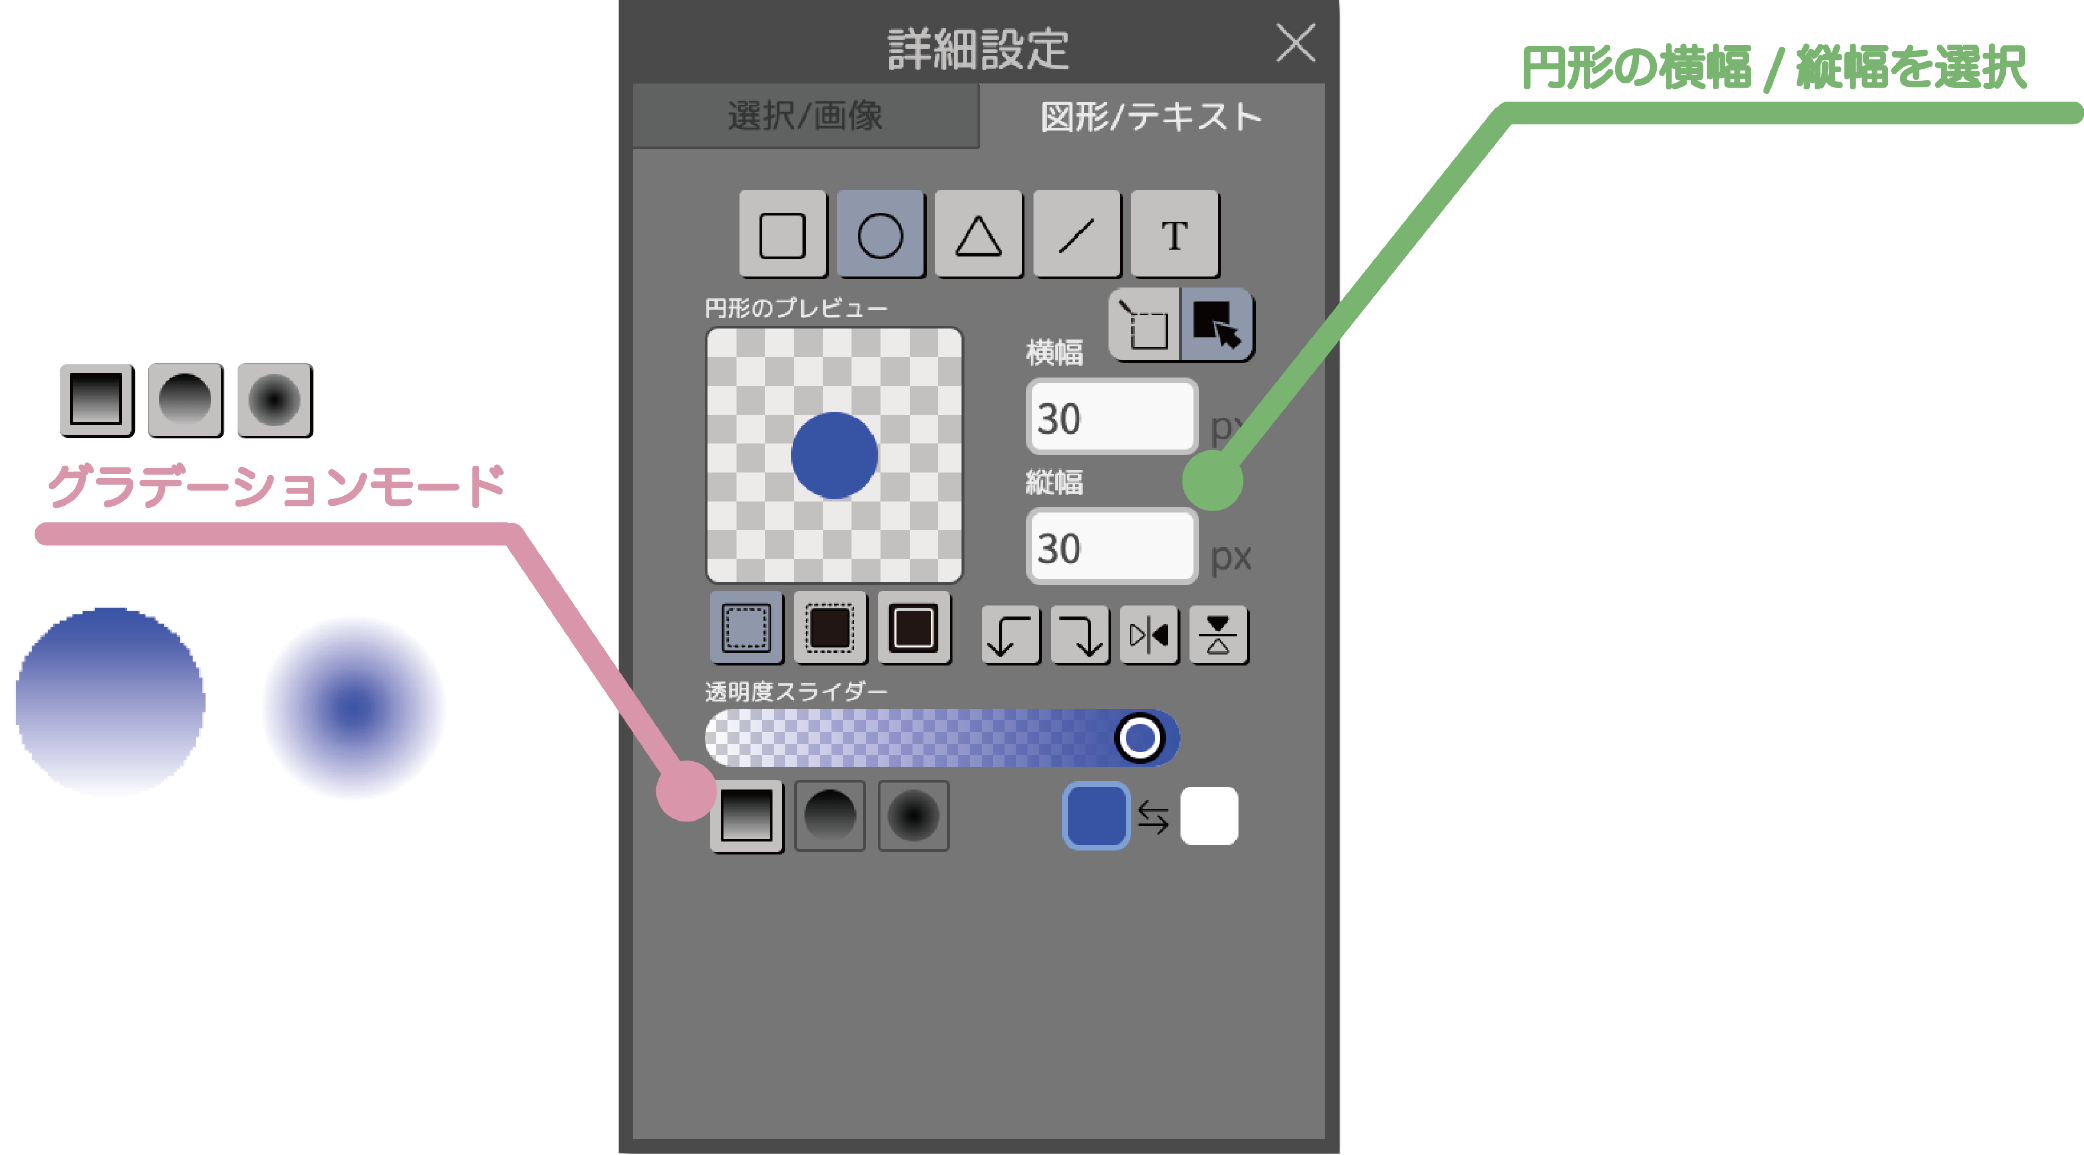 詳細設定
円形の横幅 / 縦幅を選択
選択/画像
図形/テキスト
T
円形のプレビュー
横幅
30
px
グラデーションモード
縦幅
30
px
透明度スライダー